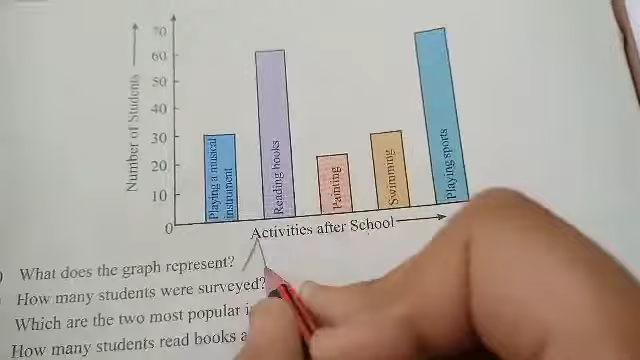 Number of Students
70
60
50
40
30
20
10
0
Playing a musical
instrument
Reading books
Painting
Swimming
Playing sports
Activities after School
What does the graph represent?
How many students were surveyed?
Which are the two most popular
How many students read books